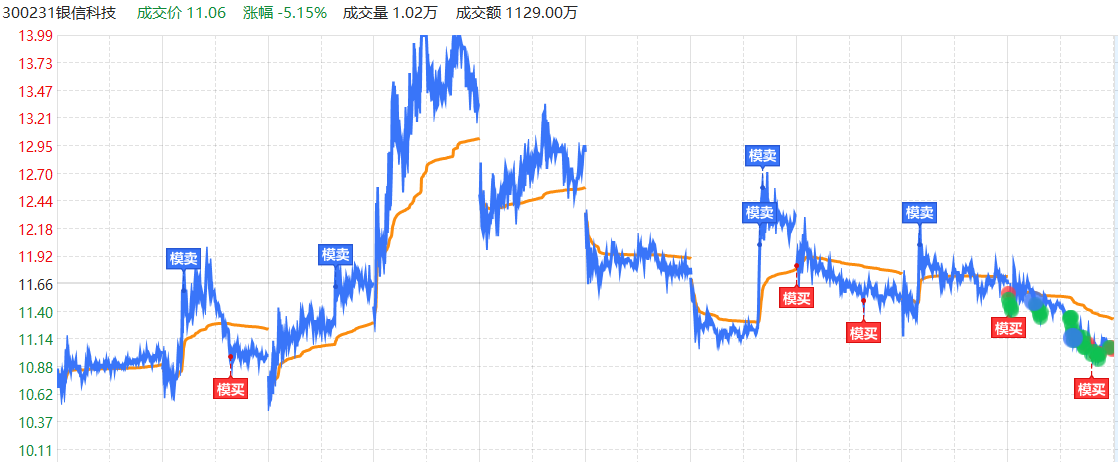 300231银信科技 成交价 11.06 涨幅 -5.15% 成交量 1.02万 成交额 1129.00万
13.99
13.73
13.47
13.21
12.95
模卖
12.70
12.44
模卖
模卖
12.18
11.92
模卖
模卖
11.66
模买
11.40
模买
模买
11.14
10.88
模买
模买
10.62
10.37
10.11